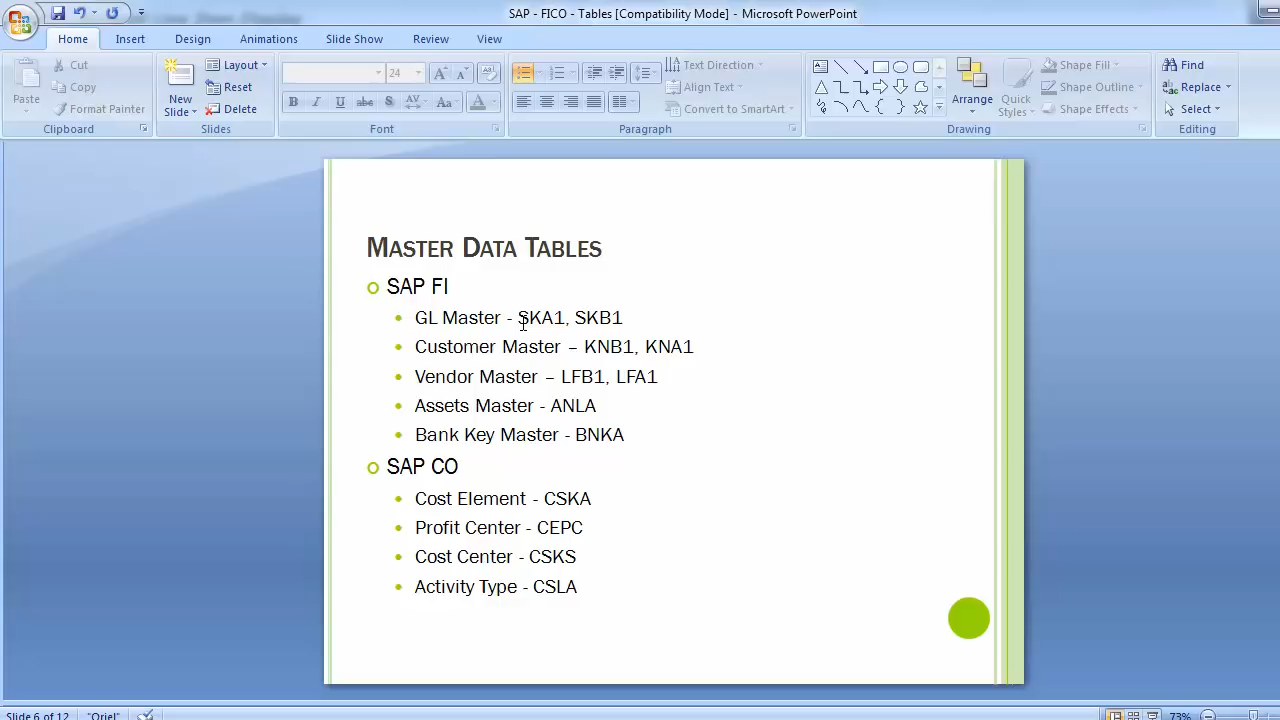 SAP - FICO - Tables [Compatibility Mode] - Microsoft PowerPoint
Home Insert Design Animations Slide Show Review View
Paste
Cut
Copy
Format Painter
Clipboard
New Slide
Layout
Reset
Delete
Slides
24
B I U abc S AV Aa A
Font
Text Direction
Align Text
Convert to SmartArt
Paragraph
Arrange
Quick Styles
Shape Fill
Shape Outline
Shape Effects
Drawing
Find
Replace
Select
Editing
MASTER DATA TABLES
SAP FI
GL Master - SKA1, SKB1
Customer Master – KNB1, KNA1
Vendor Master – LFB1, LFA1
Assets Master - ANLA
Bank Key Master - BNKA
SAP CO
Cost Element - CSKA
Profit Center - CEPC
Cost Center - CSKS
Activity Type - CSLA
Slide 6 of 12 "Oriel" 73%